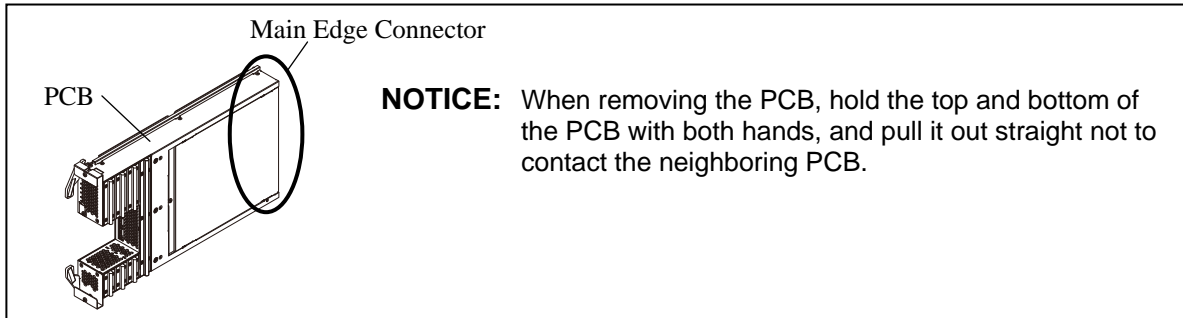 Main Edge Connector
PCB
NOTICE: When removing the PCB, hold the top and bottom of
the PCB with both hands, and pull it out straight not to
contact the neighboring PCB.